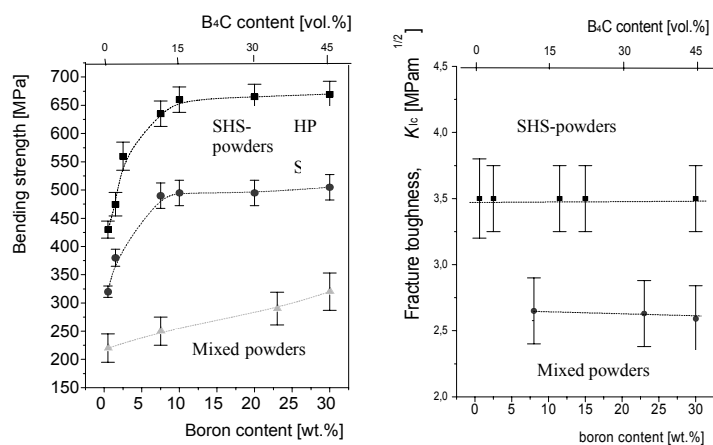 B4C content [vol.%]
0 15 30 45
700
650
600
550
500
450
400
350
300
250
200
150
Bending strength [MPa]
SHS-
powders
HP
S
Mixed powders
0 5 10 15 20 25 30
Boron content [wt.%]
B4C content [vol.%]
0 15 30 45
4,5
4,0
3,5
3,0
2,5
2,0
Fracture toughness, KIc [MPam1/2]
SHS-powders
Mixed powders
0 5 10 15 20 25 30
boron content [wt.%]